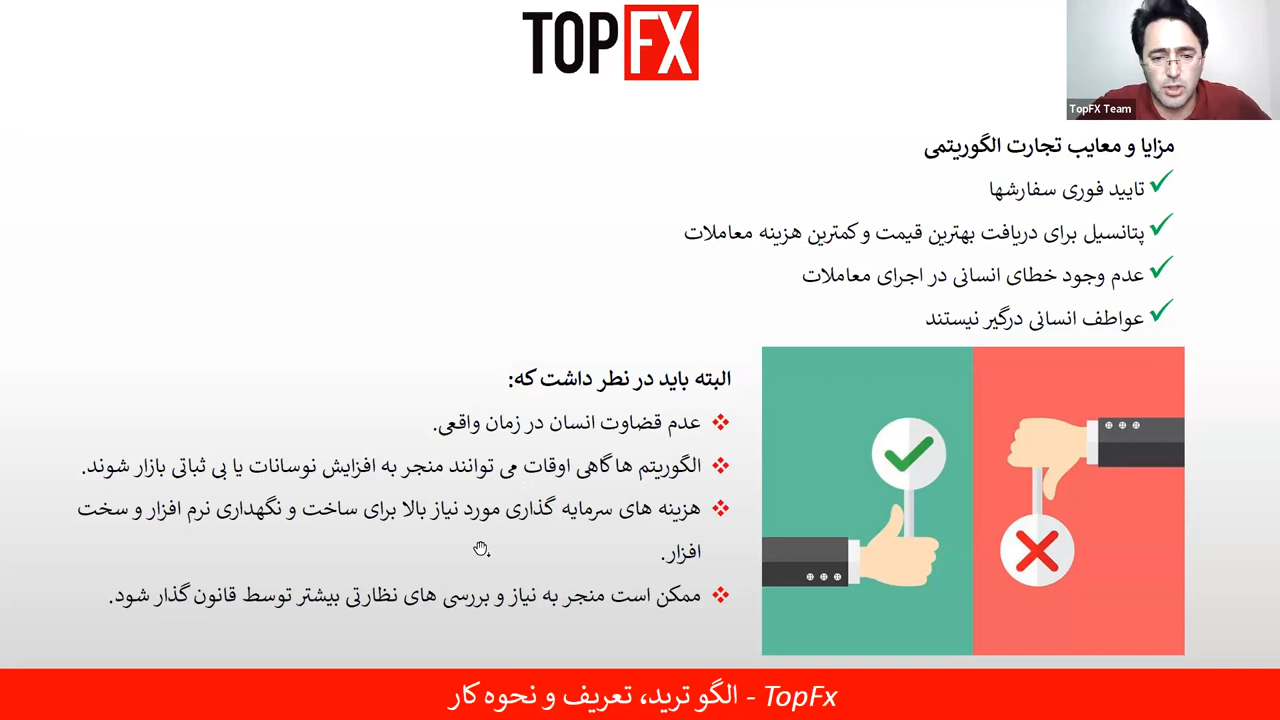 TOPFX
TopFX Team
مزایا و معایب تجارت الگوریتمی
تایید فوری سفارشها
پتانسیل برای دریافت بهترین قیمت و کمترین هزینه معاملات
عدم وجود خطای انسانی در اجرای معاملات
عواطف انسانی درگیر نیستند
البته باید در نطر داشت که:
عدم قضاوت انسان در زمان واقعی.
الگوریتم ها گاهی اوقات می توانند منجر به افزایش نوسانات یا بی ثباتی بازار شوند.
هزینه های سرمایه گذاری مورد نیاز بالا برای ساخت و نگهداری نرم افزار و سخت
افزار.
ممکن است منجر به نیاز و بررسی های نظارتی بیشتر توسط قانون گذار شود.
TopFx - الگو ترید، تعریف و نحوه کار